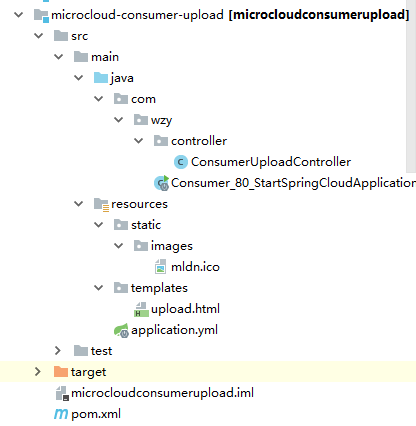 microcloud-consumer-upload [microcloudconsumerupload]
src
main
java
com
wzy
controller
ConsumerUploadController
Consumer_80_StartSpringCloudApplication
resources
static
images
mldn.ico
templates
upload.html
application.yml
test
target
microcloudconsumerupload.iml
pom.xml